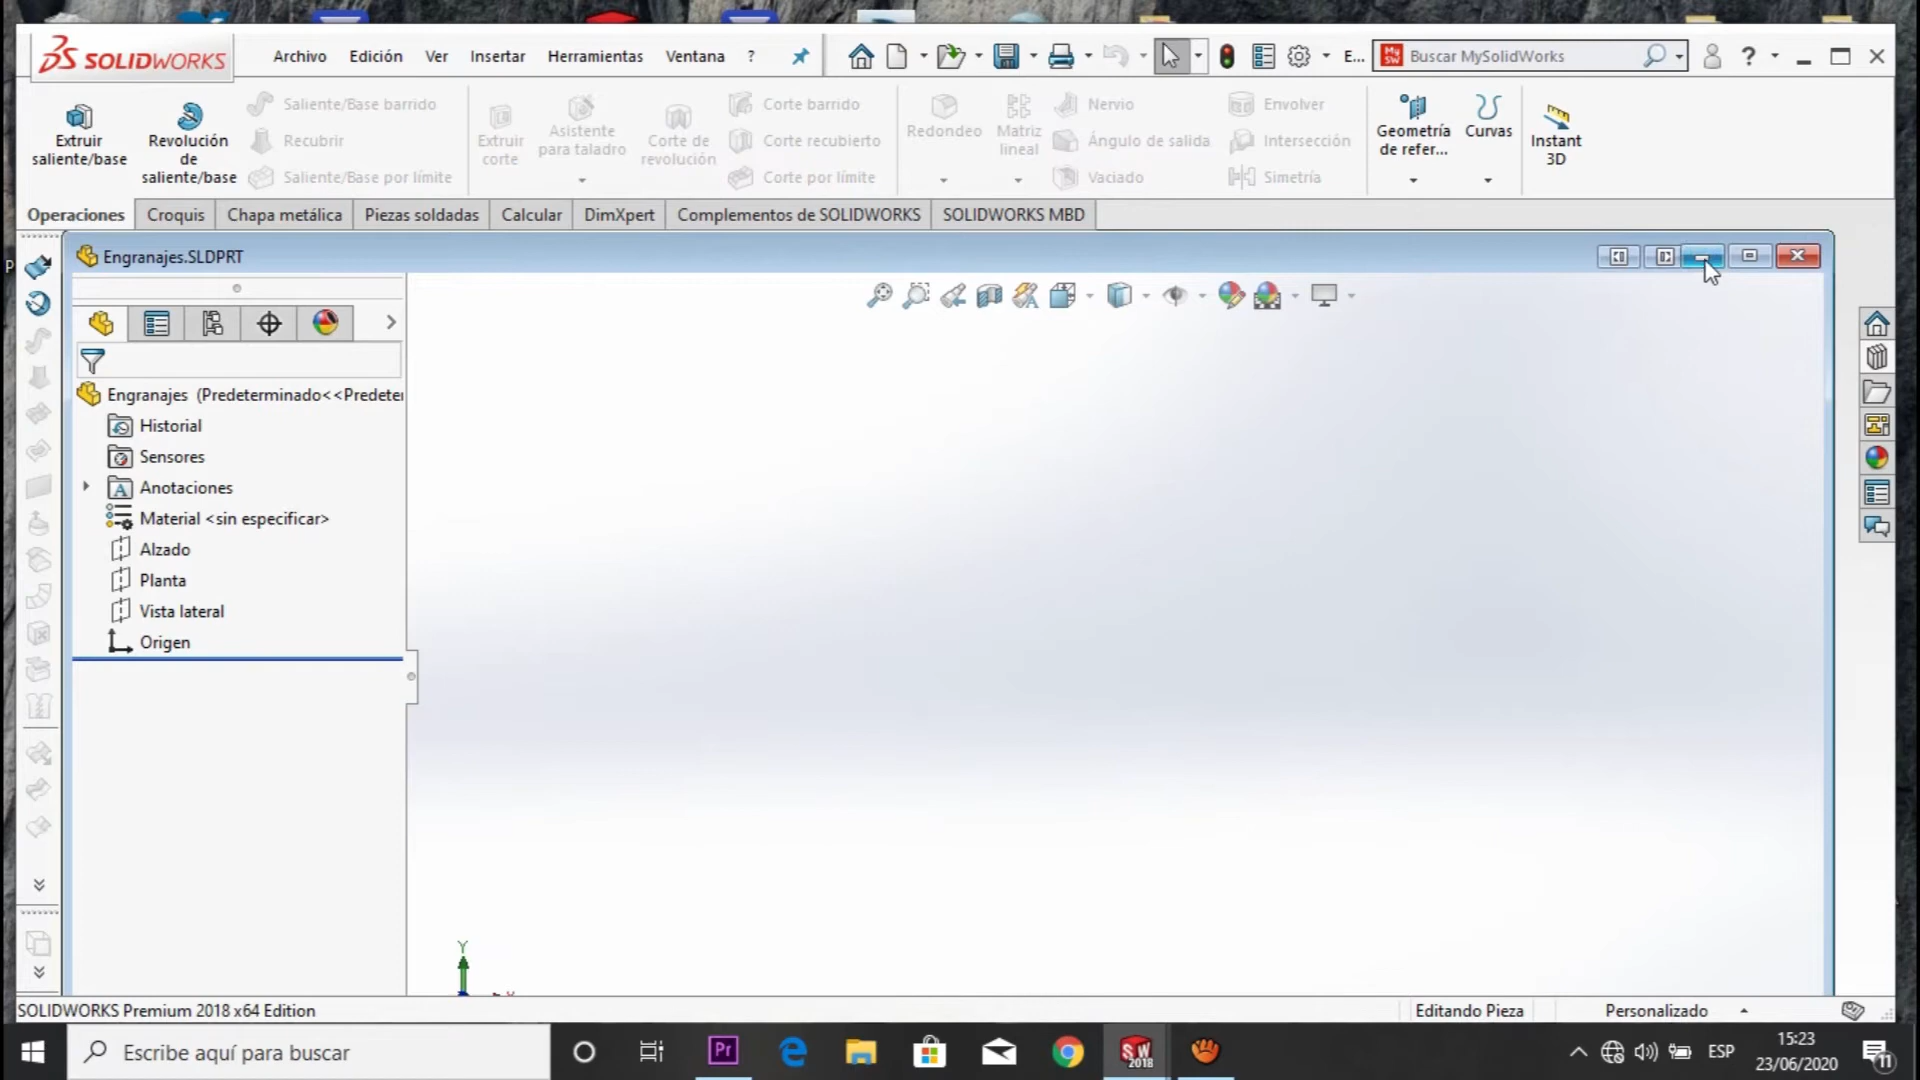 SOLIDWORKS Archivo Edición Ver Insertar Herramientas Ventana ? E... Buscar MySolidWorks ?
Extruir saliente/base
Revolución de saliente/base
Saliente/Base barrido
Recubrir
Saliente/Base por límite
Extruir corte
Asistente para taladro
Corte de revolución
Corte barrido
Corte recubierto
Corte por límite
Redondeo
Matriz lineal
Nervio
Ángulo de salida
Vaciado
Envolver
Intersección
Simetría
Geometría de refer...
Curvas
Instant 3D
Operaciones Croquis Chapa metálica Piezas soldadas Calcular DimXpert Complementos de SOLIDWORKS SOLIDWORKS MBD
Engranajes.SLDPRT
Engranajes (Predeterminado<<Predeter
Historial
Sensores
Anotaciones
Material <sin especificar>
Alzado
Planta
Vista lateral
Origen
Y
SOLIDWORKS Premium 2018 x64 Edition Editando Pieza Personalizado
Escribe aquí para buscar
Pr
SW 2018
ESP
15:23
23/06/2020
11